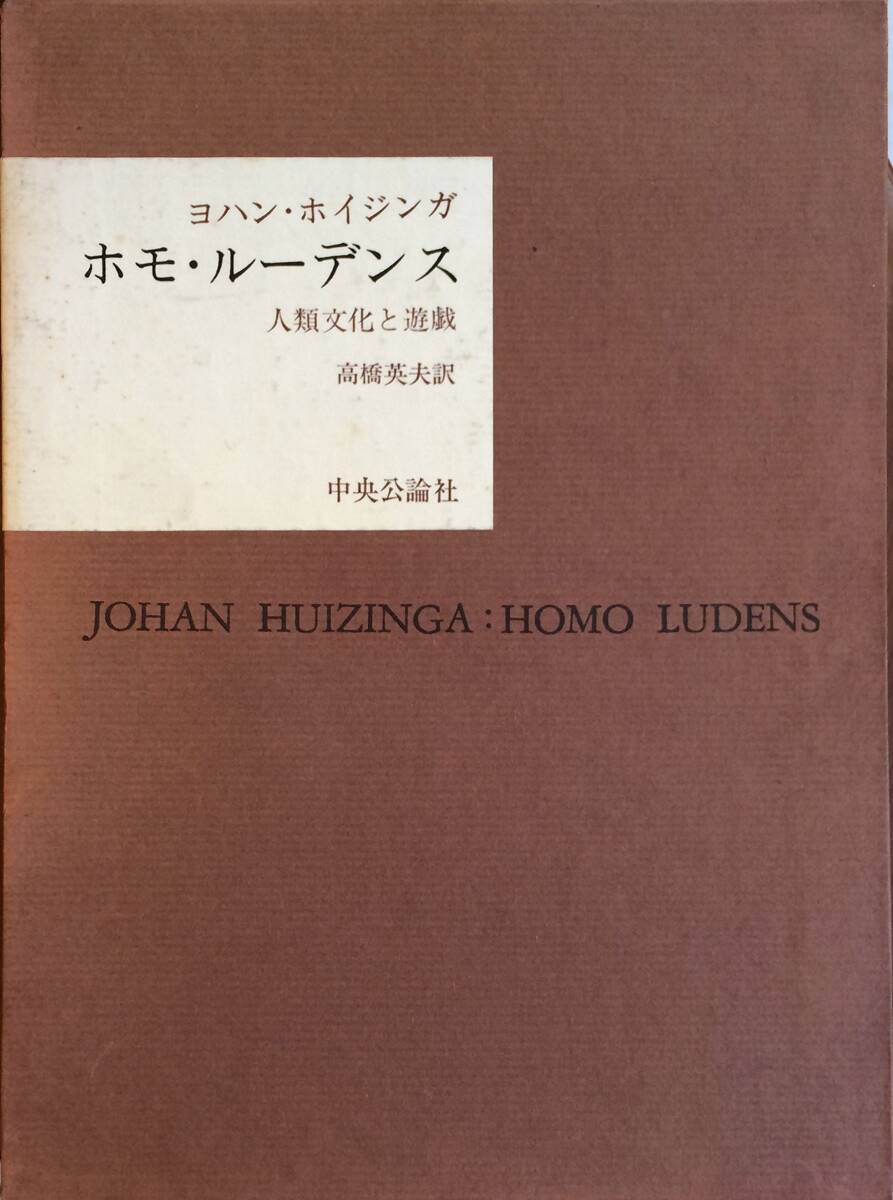 ヨハン・ホイジンガ
ホモ・ルーデンス
人類文化と遊戯
高橋英夫訳
中央公論社
JOHAN HUIZINGA : HOMO LUDENS